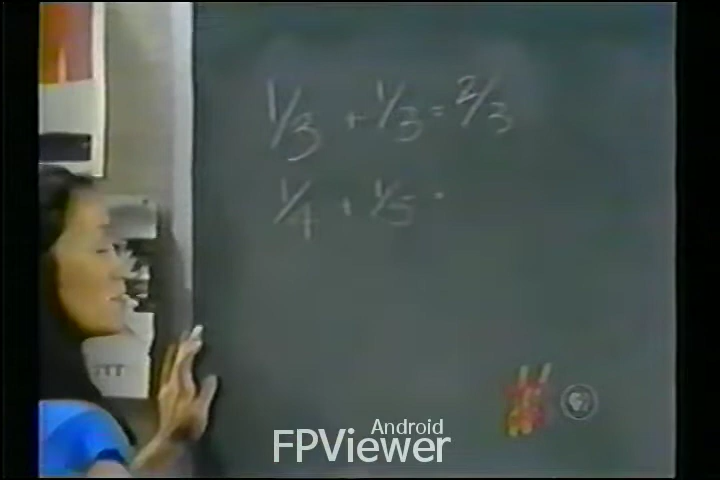 1/3 + 1/3 = 2/3
1/4 + 1/5
Android
FPViewer